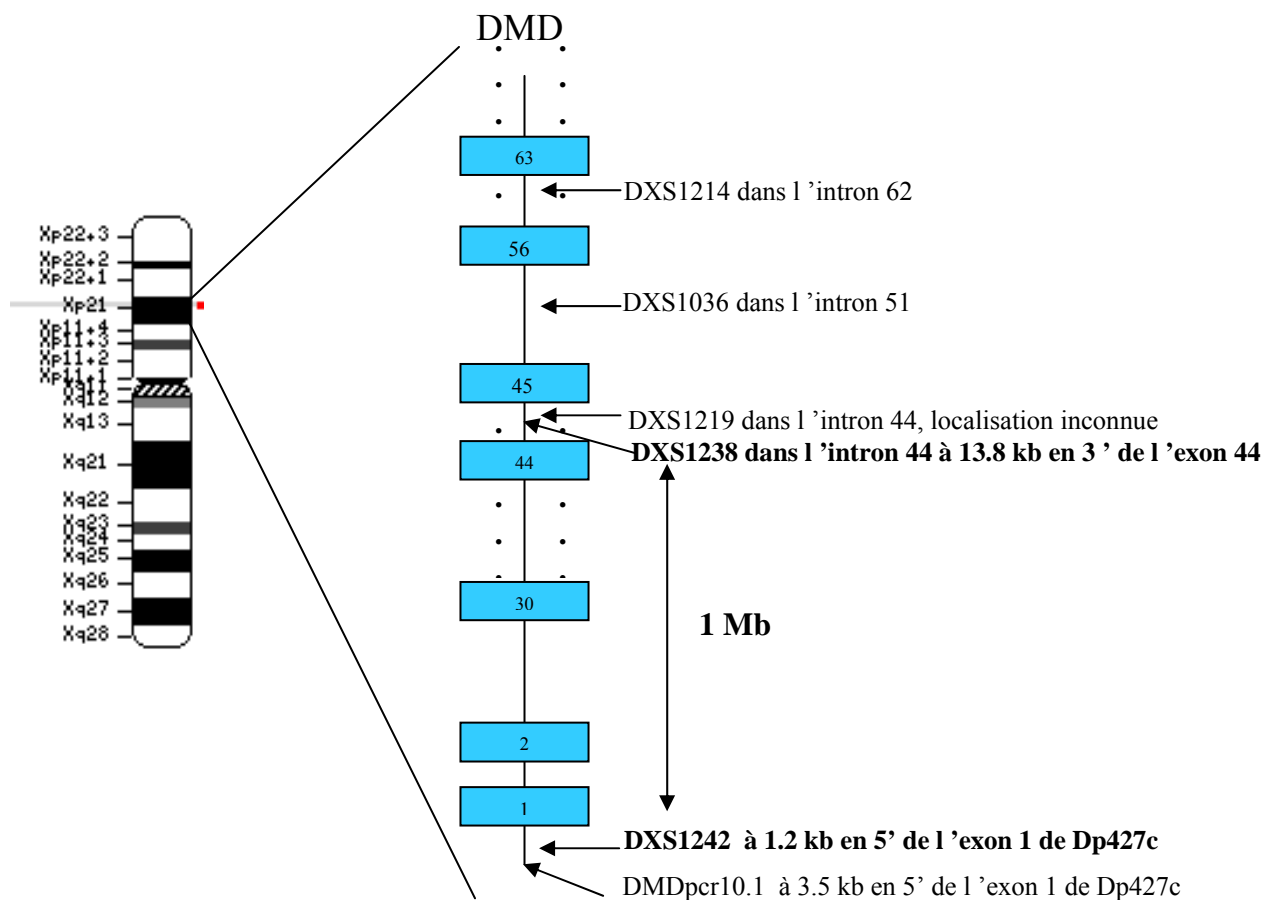 DMD
63
DXS1214 dans l ’intron 62
56
DXS1036 dans l ’intron 51
45
DXS1219 dans l ’intron 44, localisation inconnue
DXS1238 dans l ’intron 44 à 13.8 kb en 3 ’ de l ’exon 44
44
30
1 Mb
2
1
DXS1242 à 1.2 kb en 5’ de l ’exon 1 de Dp427c
DMDpcr10.1 à 3.5 kb en 5’ de l ’exon 1 de Dp427c
Xp22+3
Xp22+2
Xp22+1
Xp21
Xp11+4
Xp11+3
Xp11+2
Xp11+1
Xq11
Xq12
Xq13
Xq21
Xq22
Xq23
Xq24
Xq25
Xq26
Xq27
Xq28